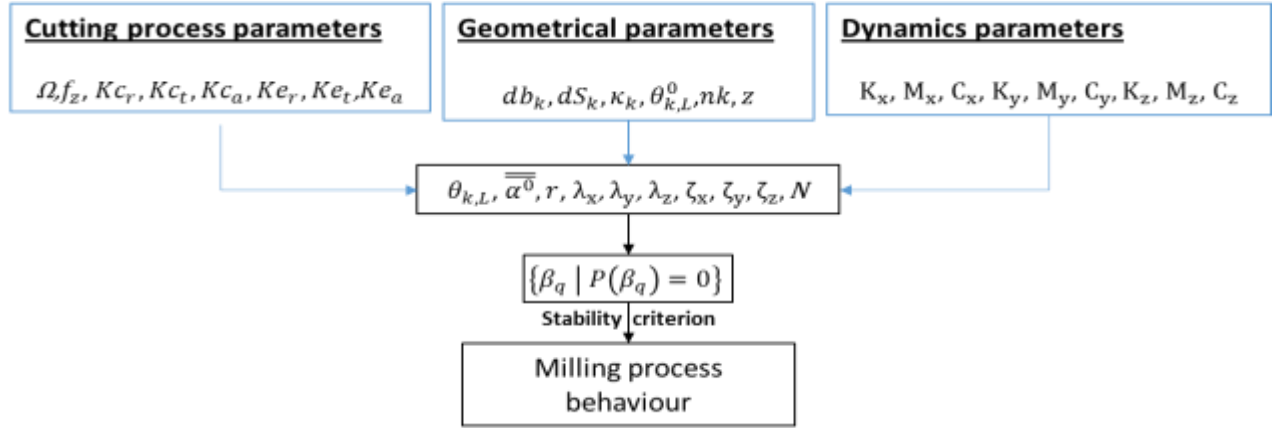 Cutting process parameters
Ω,f_z, Kc_r, Kc_t, Kc_a, Ke_r, Ke_t,Ke_a
Geometrical parameters
db_k, dS_k, κ_k, θ^0_{k,L},nk, z
Dynamics parameters
K_x, M_x, C_x, K_y, M_y, C_y, K_z, M_z, C_z
θ_{k,L}, \overline{\overline{α^0}}, r, λ_x, λ_y, λ_z, ζ_x, ζ_y, ζ_z, N
{β_q | P(β_q) = 0}
Stability criterion
Milling process
behaviour